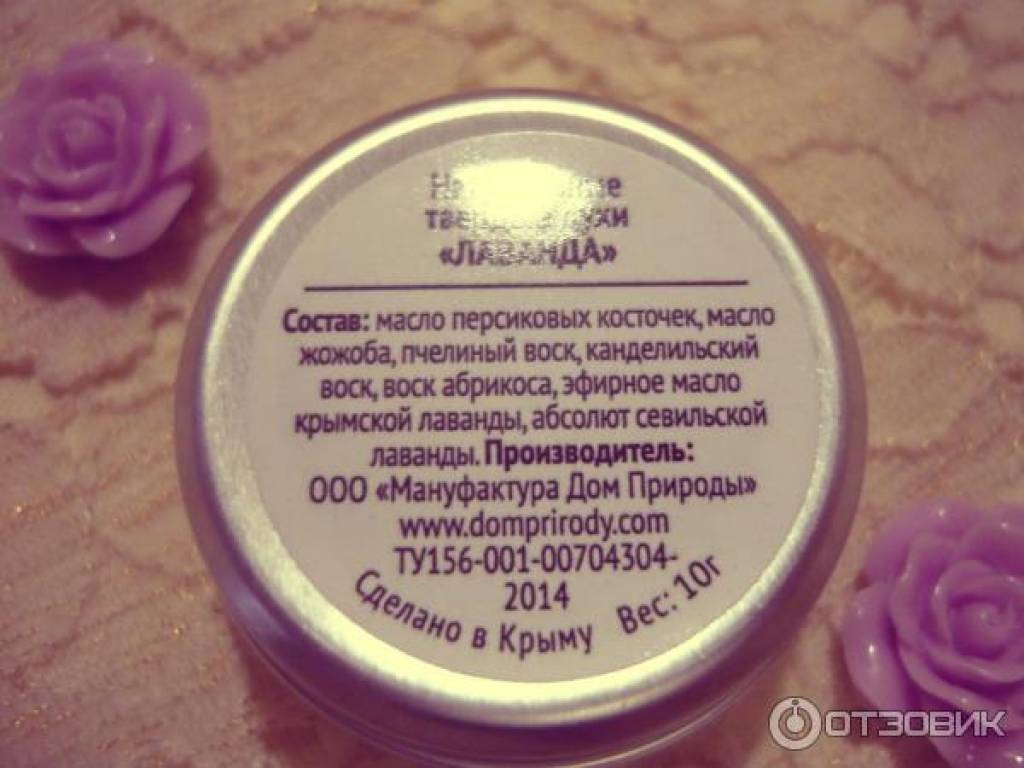 «ЛАВАНДА»
Состав: масло персиковых косточек, масло
жожоба, пчелиный воск, канделильский
воск, воск абрикоса, эфирное масло
крымской лаванды, абсолют севильской
лаванды. Производитель:
ООО «Мануфактура Дом Природы»
www.domprirody.com
ТУ156-001-00704304-
2014
Сделано в Крыму Вес: 10г
ОТЗОВИК